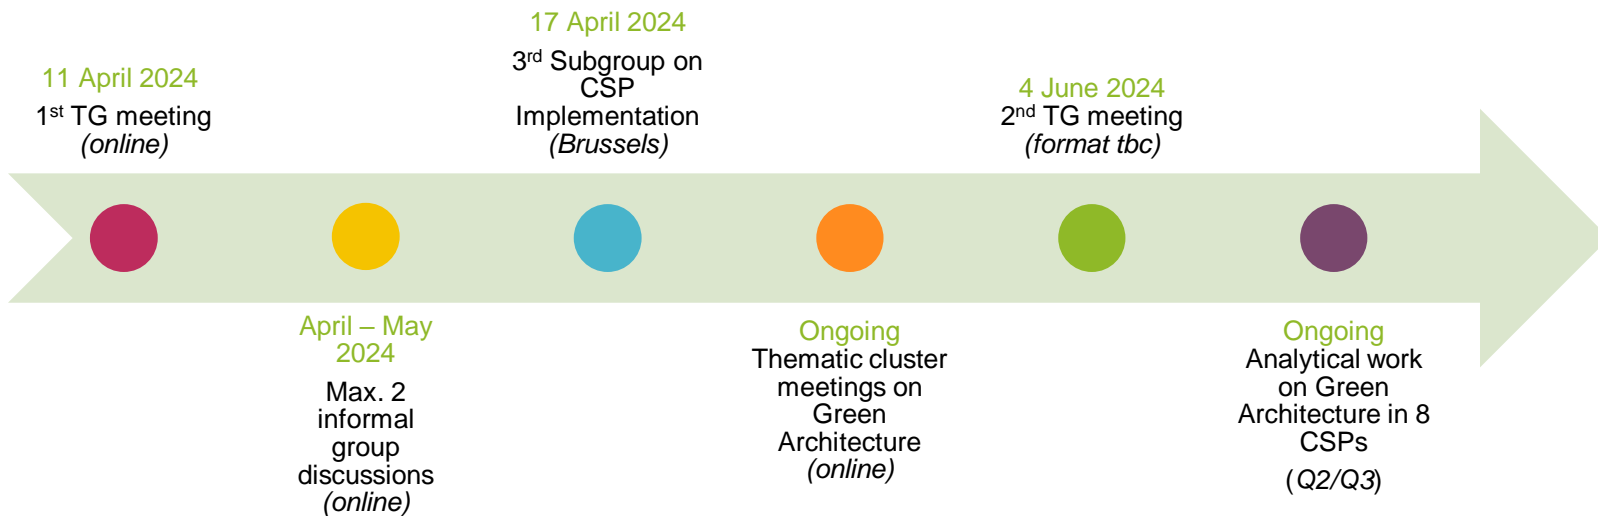 11 April 2024
1st TG meeting
(online)
April – May
2024
Max. 2
informal
group
discussions
(online)
17 April 2024
3rd Subgroup on
CSP
Implementation
(Brussels)
Ongoing
Thematic cluster
meetings on
Green
Architecture
(online)
4 June 2024
2nd TG meeting
(format tbc)
Ongoing
Analytical work
on Green
Architecture in 8
CSPs
(Q2/Q3)